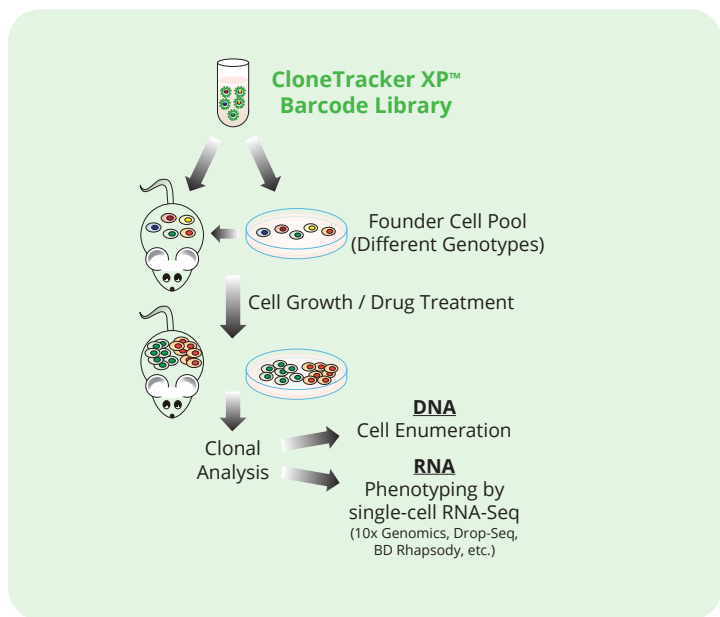 CloneTracker XP™
Barcode Library
Founder Cell Pool
(Different Genotypes)
Cell Growth / Drug Treatment
Clonal
Analysis
DNA
Cell Enumeration
RNA
Phenotyping by
single-cell RNA-Seq
(10x Genomics, Drop-Seq,
BD Rhapsody, etc.)